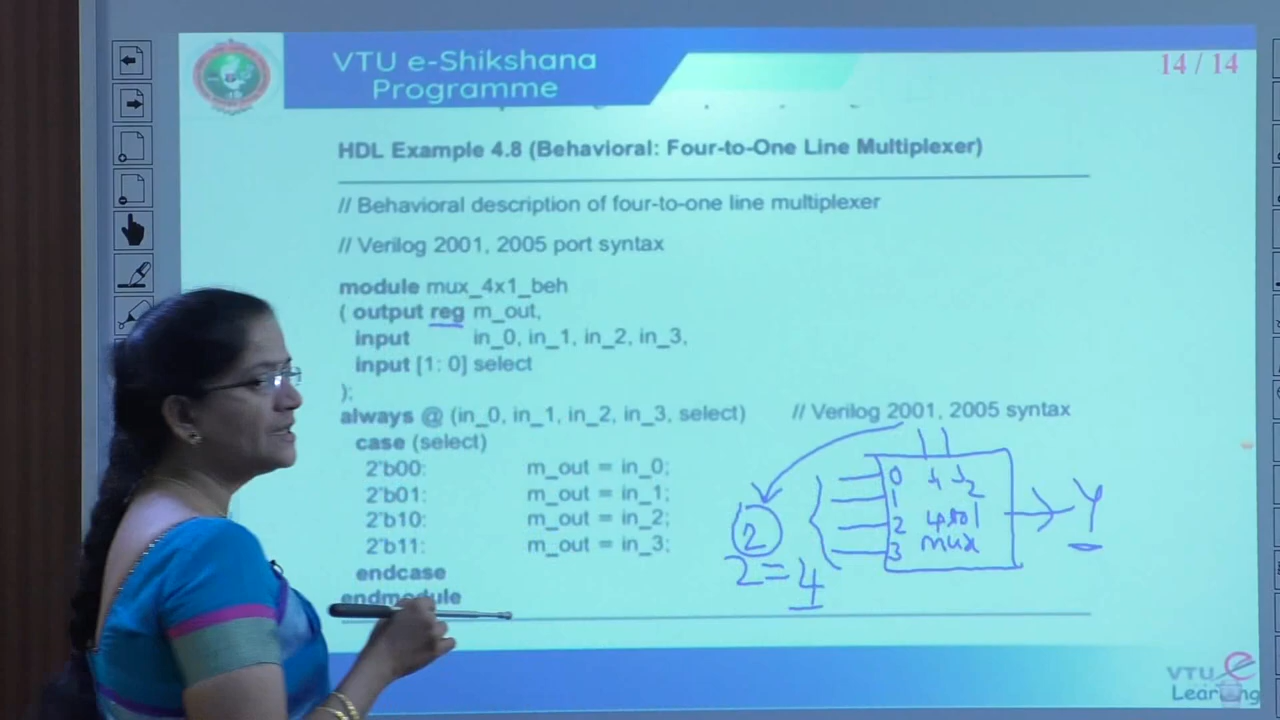 VTU e-Shikshana
Programme
14 / 14
HDL Example 4.8 (Behavioral: Four-to-One Line Multiplexer)
// Behavioral description of four-to-one line multiplexer
// Verilog 2001, 2005 port syntax
module mux_4x1_beh
( output reg m_out,
input in_0, in_1, in_2, in_3,
input [1: 0] select
);
always @ (in_0, in_1, in_2, in_3, select) // Verilog 2001, 2005 syntax
case (select)
2'b00: m_out = in_0;
2'b01: m_out = in_1;
2'b10: m_out = in_2;
2'b11: m_out = in_3;
endcase
endmodule
0
1
2 4to1
3 mux
Y
2
2 = 4
VTU e
Learning